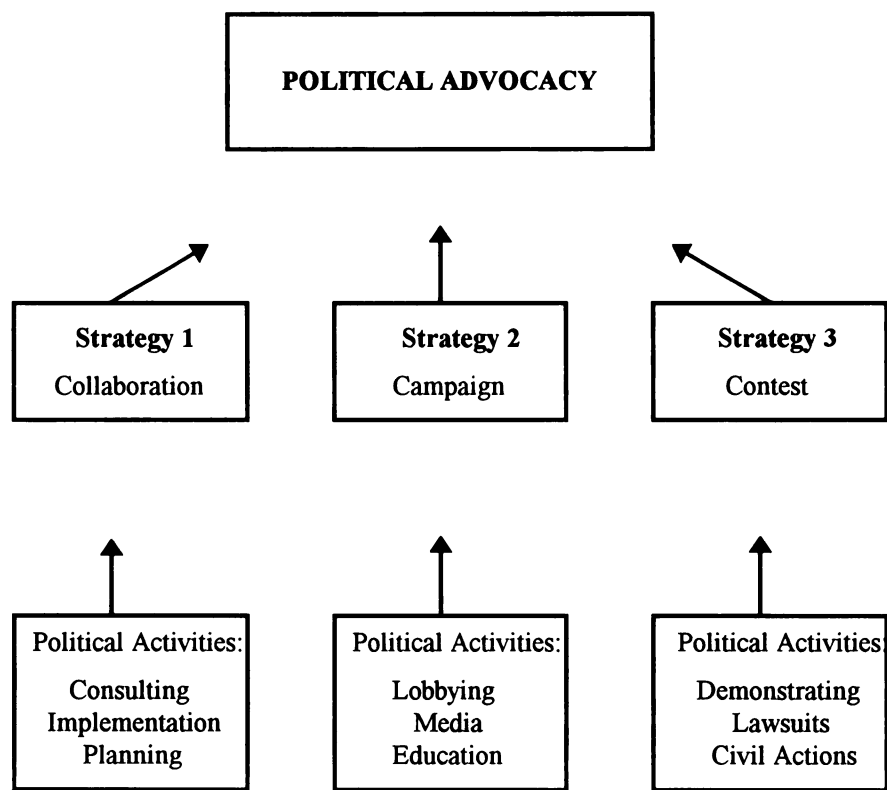 POLITICAL ADVOCACY
Strategy 1
Collaboration
Strategy 2
Campaign
Strategy 3
Contest
Political Activities:
Consulting
Implementation
Planning
Political Activities:
Lobbying
Media
Education
Political Activities:
Demonstrating
Lawsuits
Civil Actions